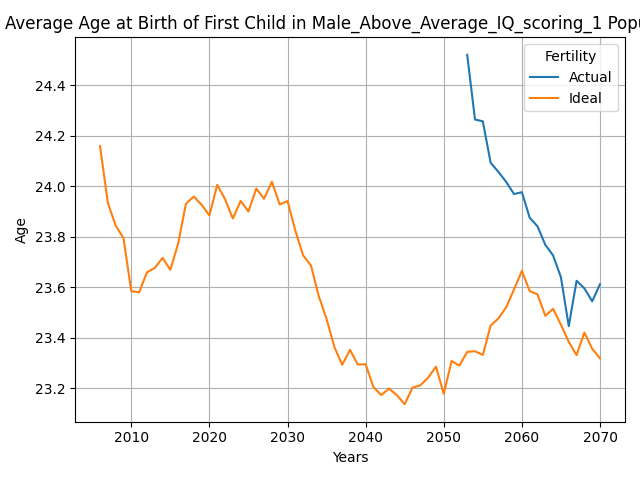 Average Age at Birth of First Child in Male_Above_Average_IQ_scoring_1
Fertility
Actual
Ideal
24.4
24.2
24.0
23.8
23.6
23.4
23.2
Age
2010 2020 2030 2040 2050 2060 2070
Years